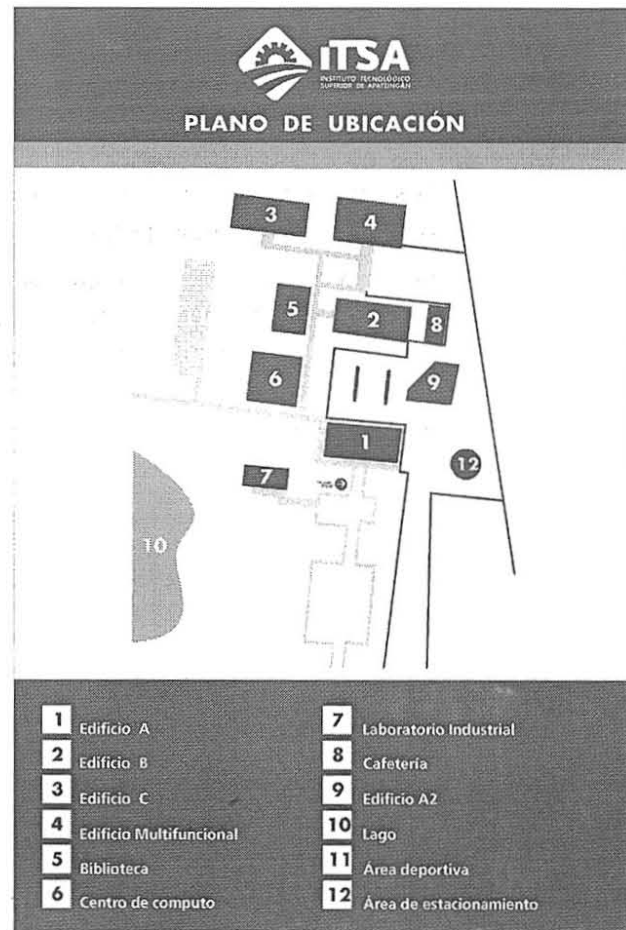 iTSA
INSTITUTO TECNOLÓGICO
SUPERIOR DE APATZINGÁN
PLANO DE UBICACIÓN
3
4
5
2
8
6
9
1
7
12
10
1 Edificio A
2 Edificio B
3 Edificio C
4 Edificio Multifuncional
5 Biblioteca
6 Centro de computo
7 Laboratorio Industrial
8 Cafetería
9 Edificio A2
10 Lago
11 Área deportiva
12 Área de estacionamiento